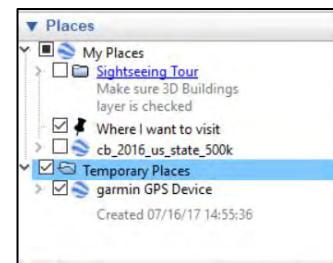 Places
My Places
Sightseeing Tour
Make sure 3D Buildings
layer is checked
Where I want to visit
cb_2016_us_state_500k
Temporary Places
garmin GPS Device
Created 07/16/17 14:55:36